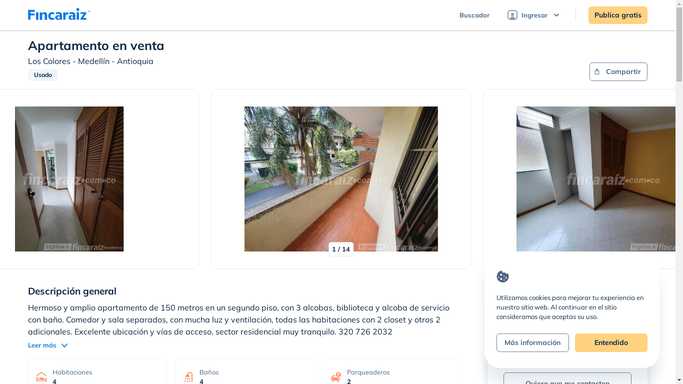 Fincaraiz
Buscador
Ingresar
Publica gratis
Apartamento en venta
Los Colores - Medellín - Antioquia
Usado
Compartir
fincaraiz.com.co
fincaraiz.com.co
fincaraiz.com.co
1 / 14
Descripción general
Hermoso y amplio apartamento de 150 metros en un segundo piso, con 3 alcobas, biblioteca y alcoba de servicio
con baño. Comedor y sala separados, con mucha luz y ventilación, todas las habitaciones con 2 closet y otros 2
adicionales. Excelente ubicación y vías de acceso, sector residencial muy tranquilo. 320 726 2032
Leer más
Habitaciones
4
Baños
4
Parqueaderos
2
Utilizamos cookies para mejorar tu experiencia en
nuestro sitio web. Al continuar en el sitio
consideramos que aceptas su uso.
Más información
Entendido
Quiero que me contacten